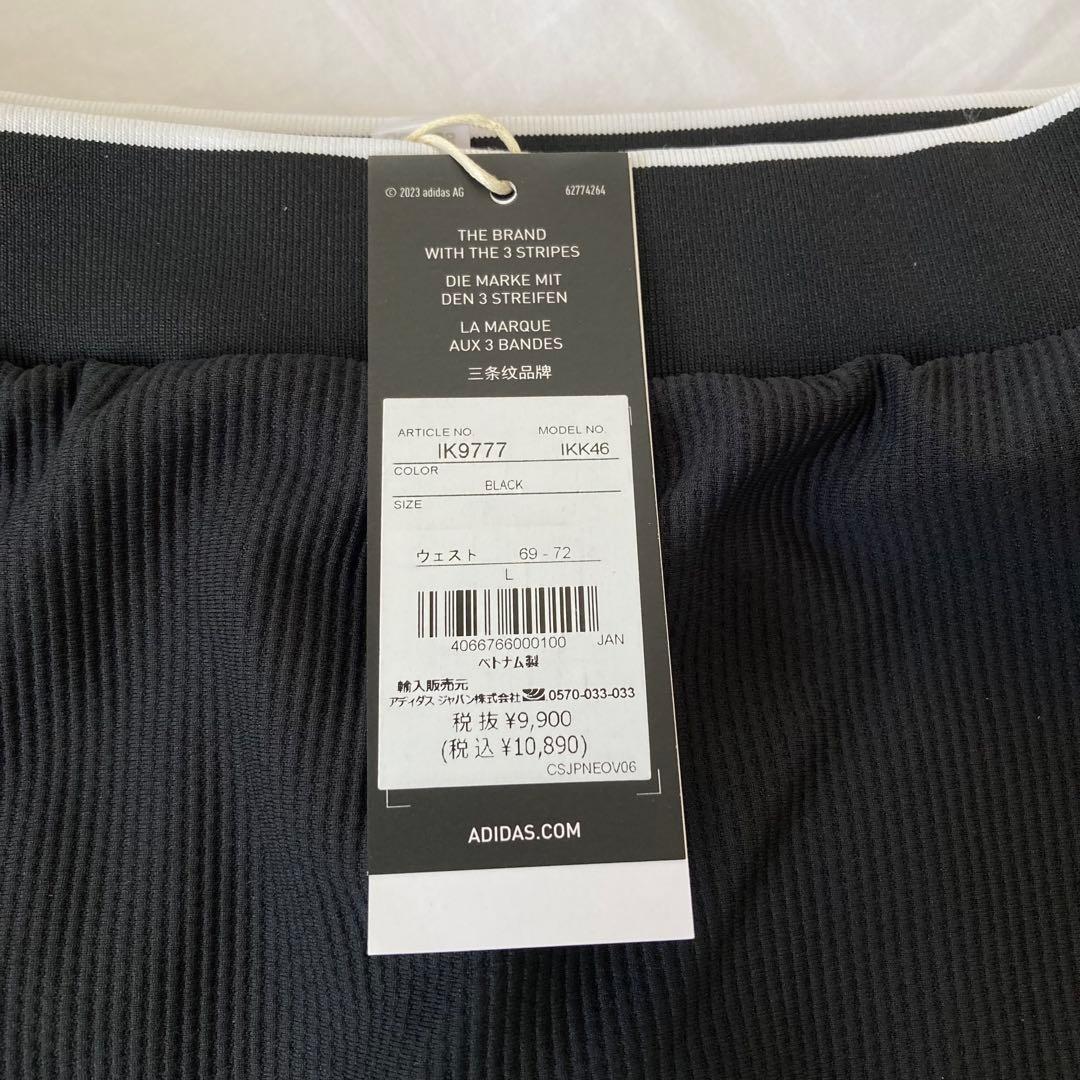 © 2023 adidas AG 62774264
THE BRAND
WITH THE 3 STRIPES
DIE MARKE MIT
DEN 3 STREIFEN
LA MARQUE
AUX 3 BANDES
三条纹品牌
ARTICLE NO. MODEL NO.
IK9777 IKK46
COLOR
BLACK
SIZE
ウェスト 69 - 72
L
4066766000100 JAN
ベトナム製
輸入販売元
アディダス ジャパン株式会社 0570-033-033
税抜 ¥9,900
(税込 ¥10,890)
CSJPNEOV06
ADIDAS.COM